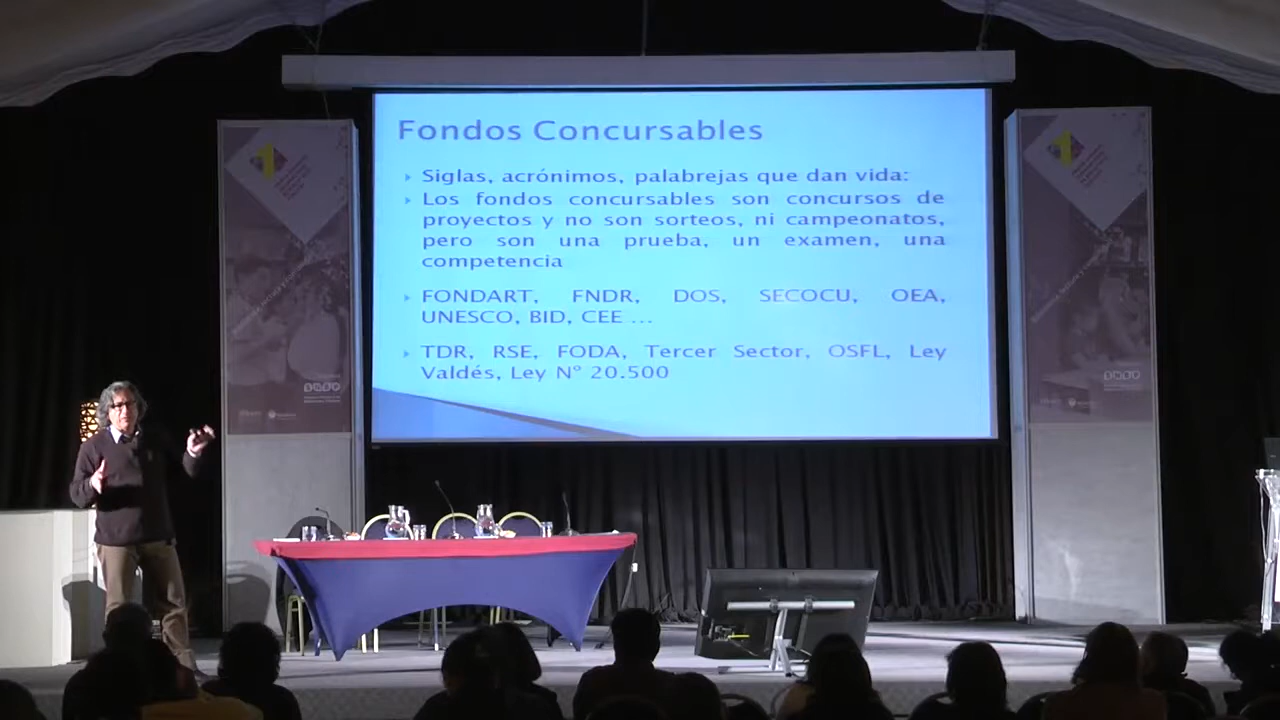 Fondos Concursables
Siglas, acrónimos, palabrejas que dan vida:
Los fondos concursables son concursos de
proyectos y no son sorteos, ni campeonatos,
pero son una prueba, un examen, una
competencia
FONDART, FNDR, DOS, SECOCU, OEA,
UNESCO, BID, CEE ...
TDR, RSE, FODA, Tercer Sector, OSFL, Ley
Valdés, Ley N° 20.500